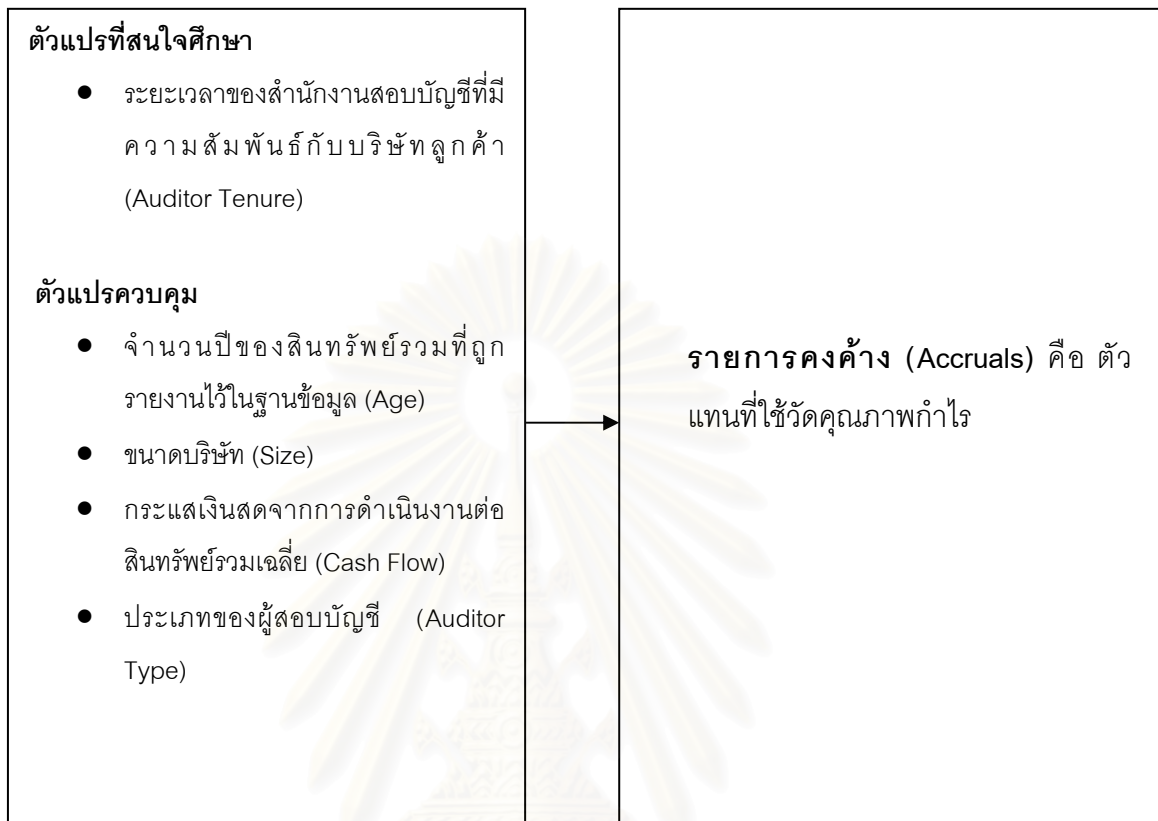 ตัวแปรที่สนใจศึกษา
● ระยะเวลาของสำนักงานสอบบัญชีที่มี
ความสัมพันธ์กับบริษัทลูกค้า
(Auditor Tenure)
ตัวแปรควบคุม
● จำนวนปีของสินทรัพย์รวมที่ถูก
รายงานไว้ในฐานข้อมูล (Age)
● ขนาดบริษัท (Size)
● กระแสเงินสดจากการดำเนินงานต่อ
สินทรัพย์รวมเฉลี่ย (Cash Flow)
● ประเภทของผู้สอบบัญชี (Auditor
Type)
รายการคงค้าง (Accruals) คือ ตัว
แทนที่ใช้วัดคุณภาพกำไร